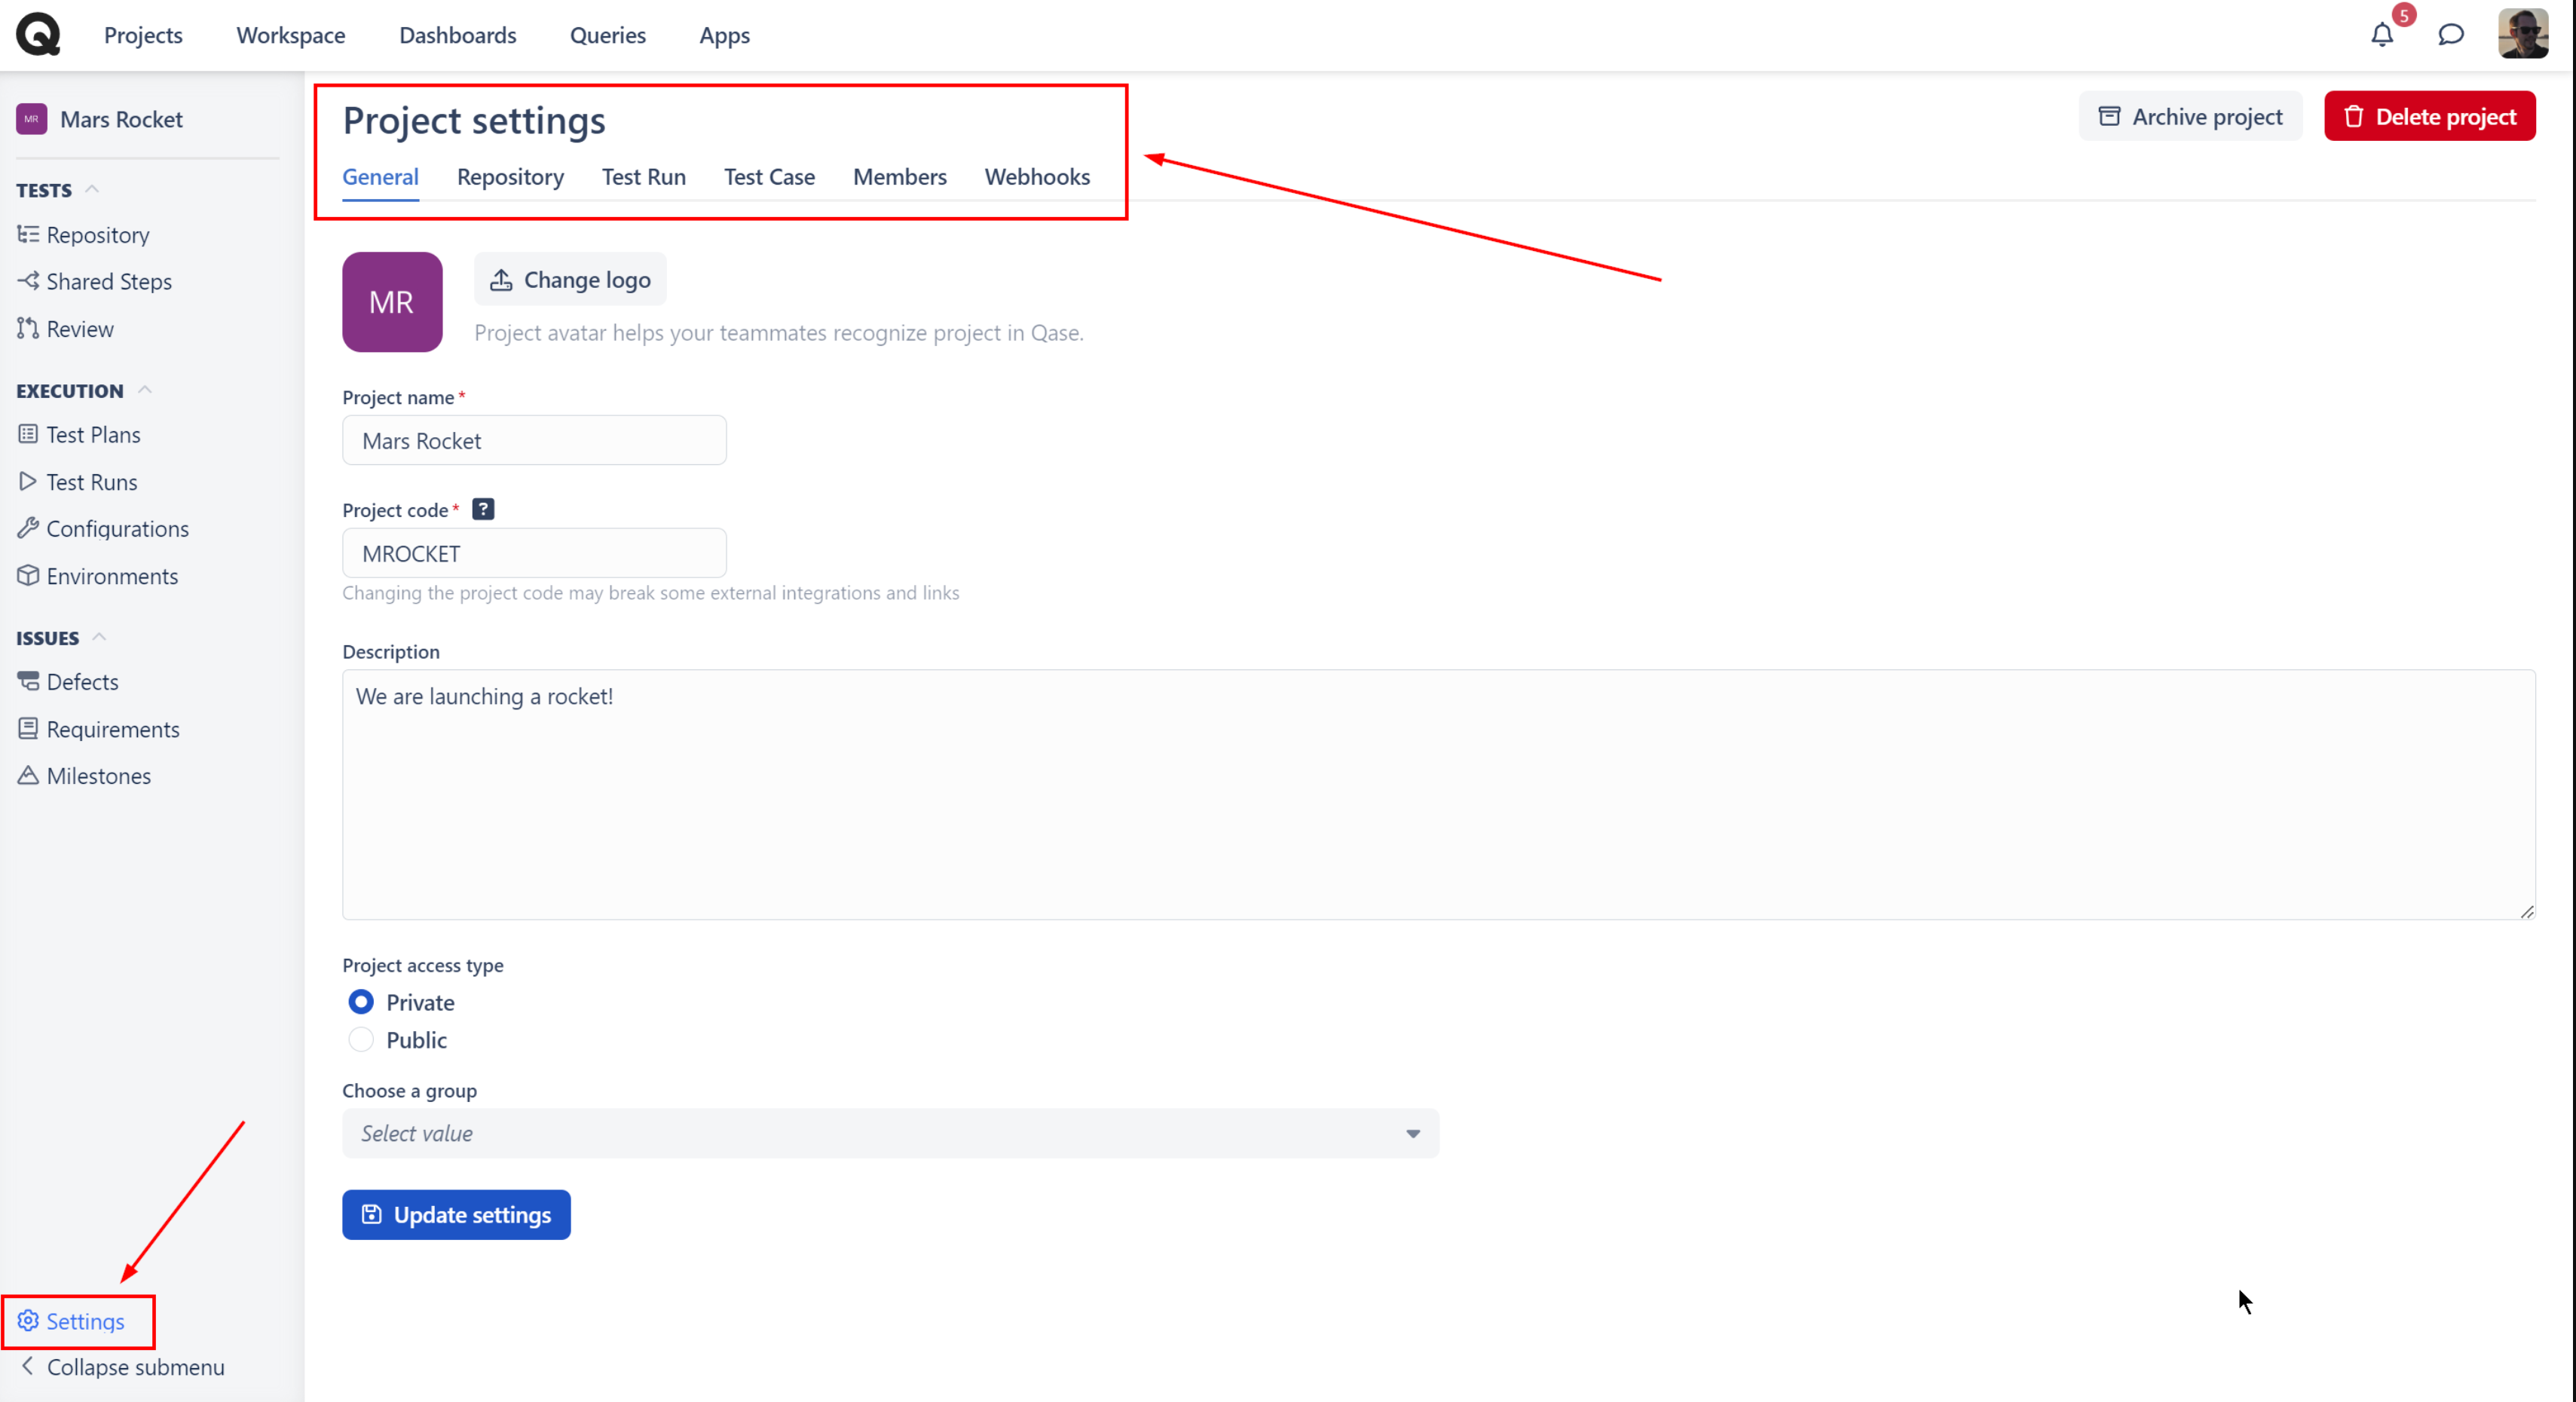 Projects Workspace Dashboards Queries Apps 5
MR Mars Rocket
TESTS
Repository
Shared Steps
Review
EXECUTION
Test Plans
Test Runs
Configurations
Environments
ISSUES
Defects
Requirements
Milestones
Settings
Collapse submenu
Project settings
Archive project Delete project
General Repository Test Run Test Case Members Webhooks
MR
Change logo
Project avatar helps your teammates recognize project in Qase.
Project name*
Mars Rocket
Project code* ?
MROCKET
Changing the project code may break some external integrations and links
Description
We are launching a rocket!
Project access type
Private
Public
Choose a group
Select value
Update settings